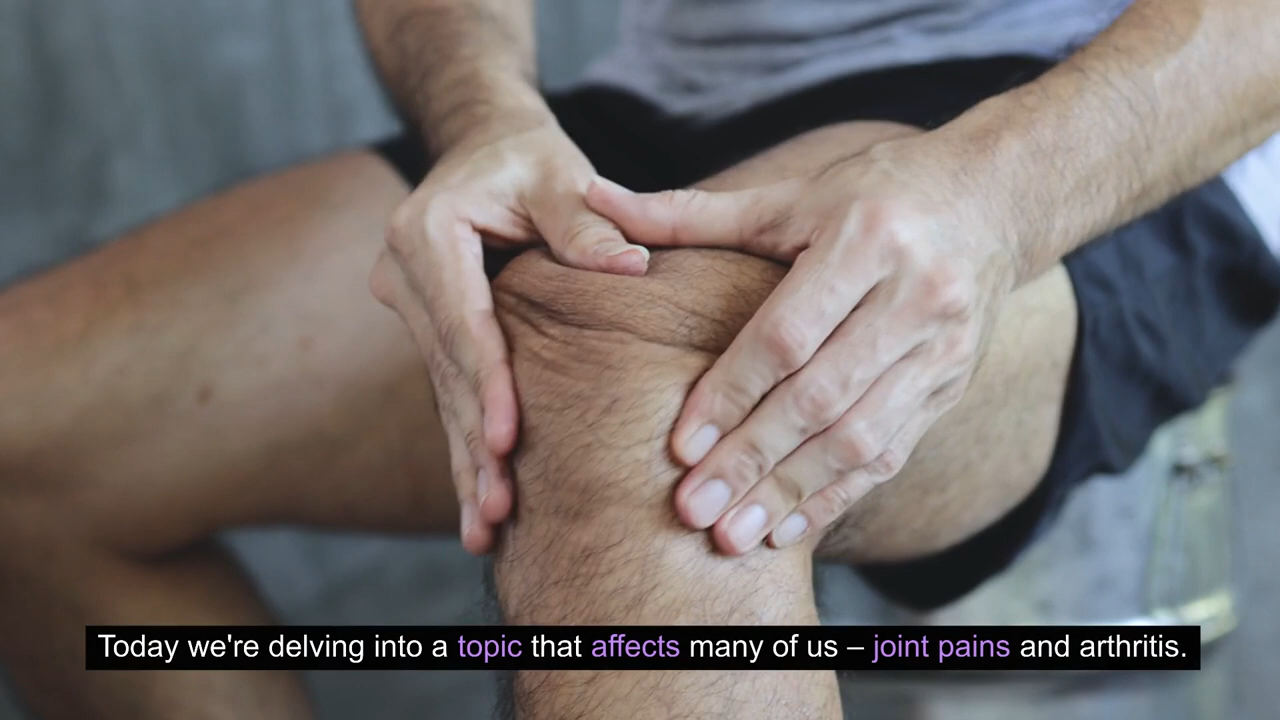 Today we're delving into a topic that affects many of us – joint pains and arthritis.